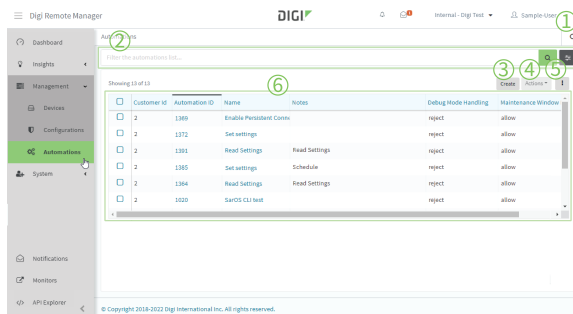 Digi Remote Manager
DIGI
Internal - Digi Test
Sample-User
1
Dashboard
Insights
Management
Devices
Configurations
Automations
System
Notifications
Monitors
API Explorer
Automations
2
Filter the automations list...
3
4
5
Showing 13 of 13
6
Create
Actions
Customer Id Automation ID Name Notes Debug Mode Handling Maintenance Window
2 1369 Enable Persistent Conne reject allow
2 1372 Set settings reject allow
2 1391 Read Settings Read Settings reject allow
2 1385 Set settings Schedule reject allow
2 1364 Read Settings Read Settings reject allow
2 1020 SarOS CLI test reject allow
© Copyright 2018-2022 Digi International Inc. All rights reserved.